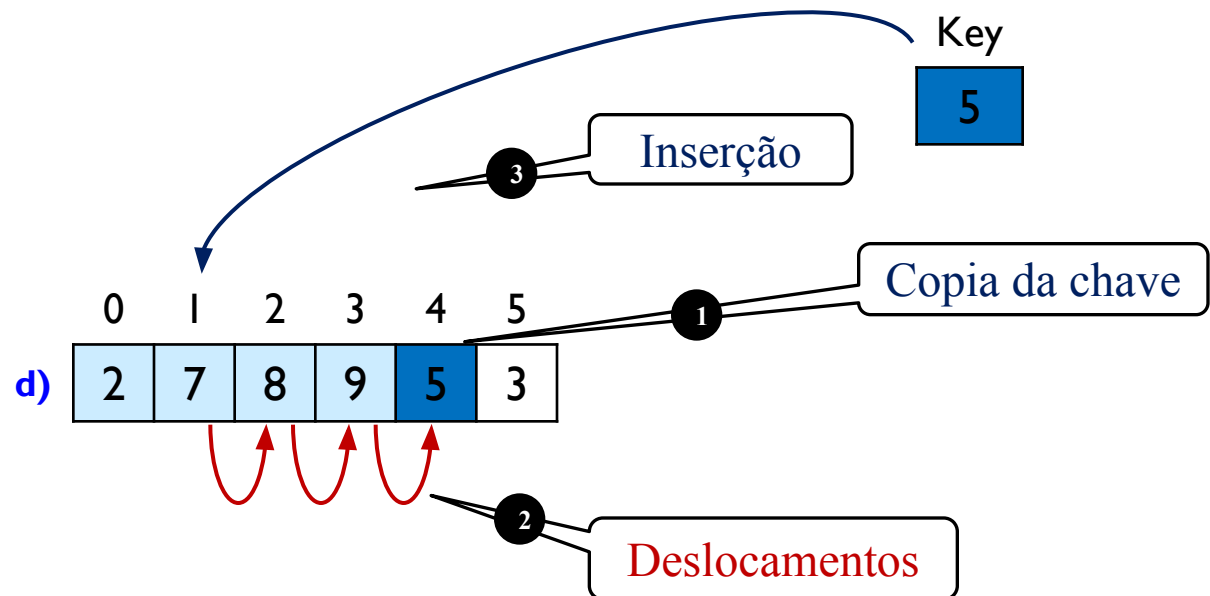 Key
5
Inserção
3
Copia da chave
1
0 1 2 3 4 5
d) 2 7 8 9 5 3
2
Deslocamentos